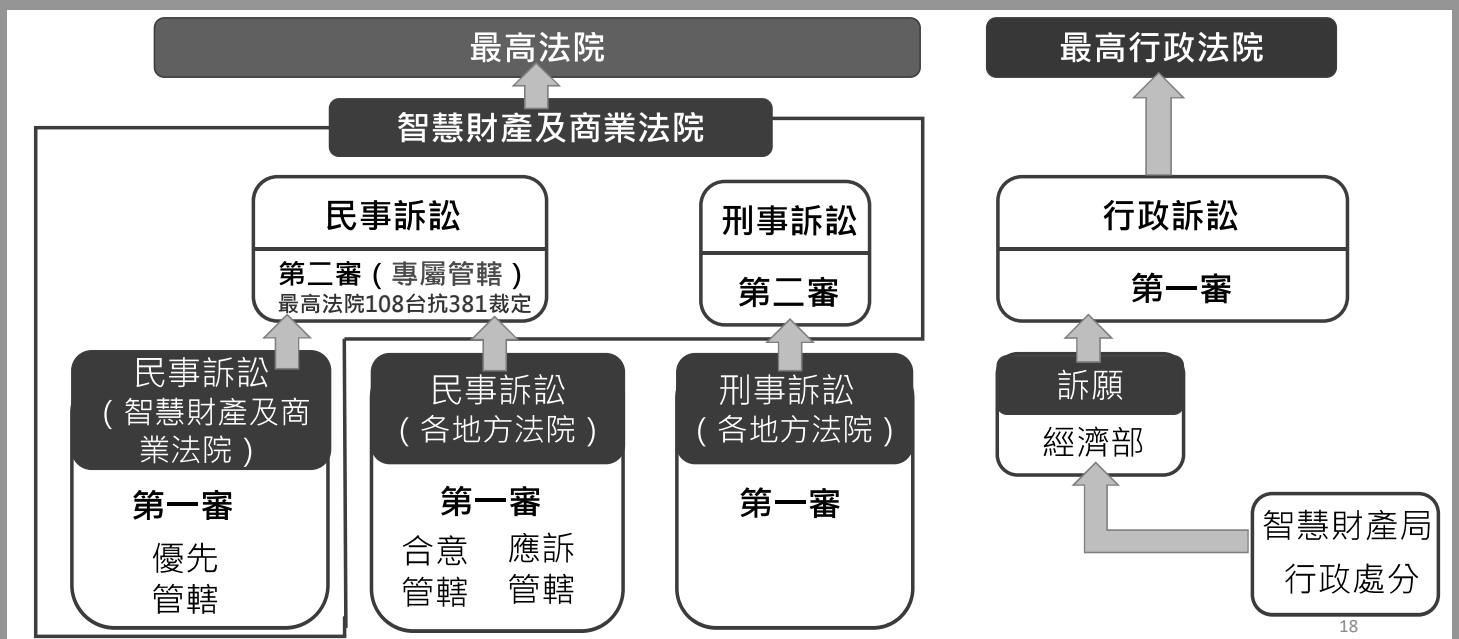 最高法院
最高行政法院
智慧財產及商業法院
民事訴訟
第二審（專屬管轄）
最高法院108台抗381裁定
刑事訴訟
第二審
行政訴訟
第一審
民事訴訟
（智慧財產及商
業法院）
第一審
優先
管轄
民事訴訟
（各地方法院）
第一審
合意
管轄
應訴
管轄
刑事訴訟
（各地方法院）
第一審
訴願
經濟部
智慧財產局
行政處分
18